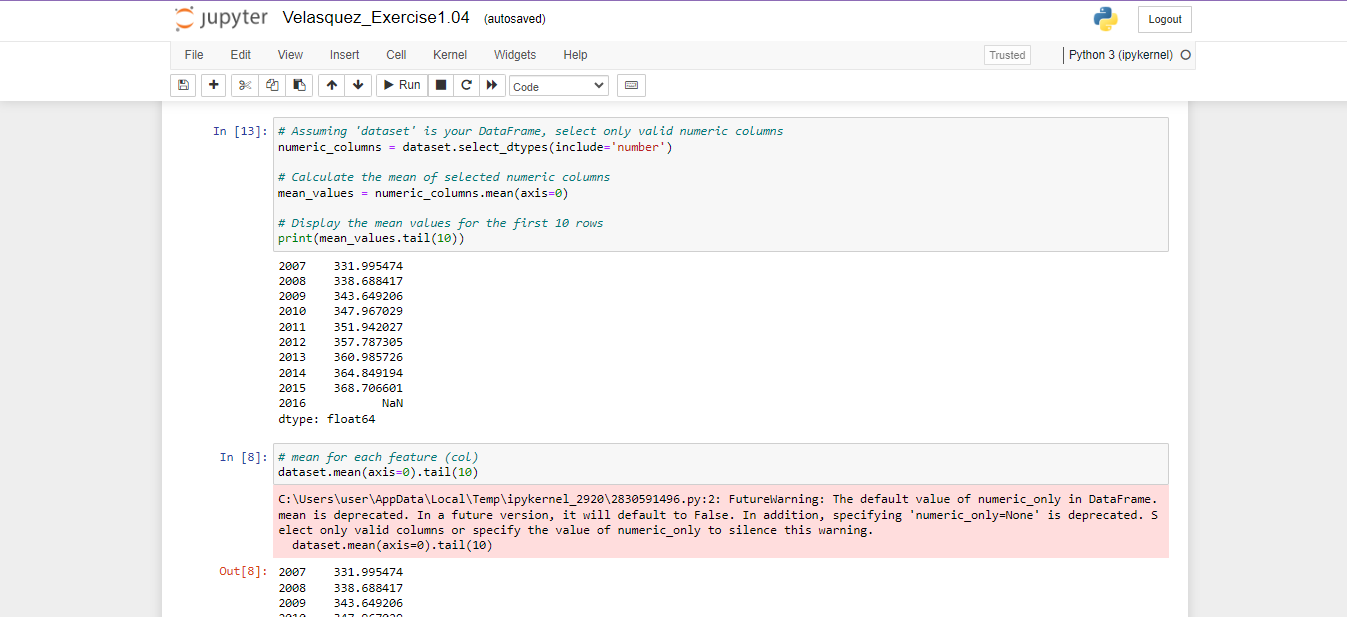 jupyter Velasquez_Exercise1.04 (autosaved)
Logout
File Edit View Insert Cell Kernel Widgets Help
Trusted
Python 3 (ipykernel)
Run
Code
In [13]: # Assuming 'dataset' is your DataFrame, select only valid numeric columns
numeric_columns = dataset.select_dtypes(include='number')
# Calculate the mean of selected numeric columns
mean_values = numeric_columns.mean(axis=0)
# Display the mean values for the first 10 rows
print(mean_values.tail(10))
2007 331.995474
2008 338.688417
2009 343.649206
2010 347.967029
2011 351.942027
2012 357.787305
2013 360.985726
2014 364.849194
2015 368.706601
2016 NaN
dtype: float64
In [8]: # mean for each feature (col)
dataset.mean(axis=0).tail(10)
C:\Users\user\AppData\Local\Temp\ipykernel_2920\2830591496.py:2: FutureWarning: The default value of numeric_only in DataFrame.
mean is deprecated. In a future version, it will default to False. In addition, specifying 'numeric_only=None' is deprecated. S
elect only valid columns or specify the value of numeric_only to silence this warning.
dataset.mean(axis=0).tail(10)
Out[8]: 2007 331.995474
2008 338.688417
2009 343.649206
2010 347.967029